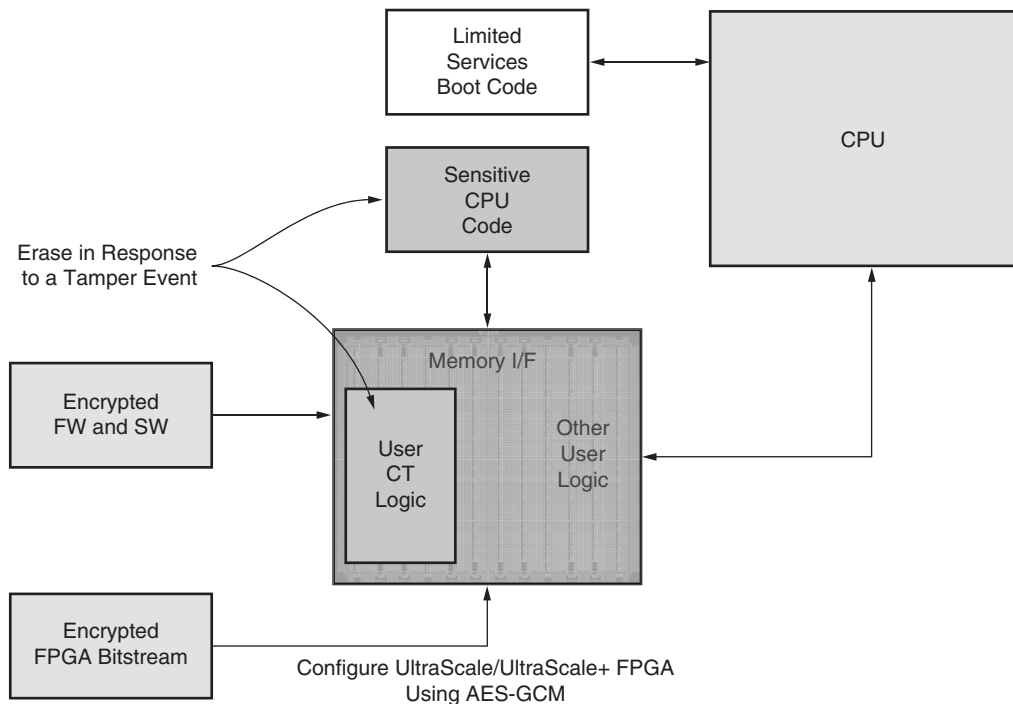 Limited
Services
Boot Code
CPU
Sensitive
CPU
Code
Erase in Response
to a Tamper Event
Memory I/F
Encrypted
FW and SW
User
CT
Logic
Other
User
Logic
Encrypted
FPGA Bitstream
Configure UltraScale/UltraScale+ FPGA
Using AES-GCM